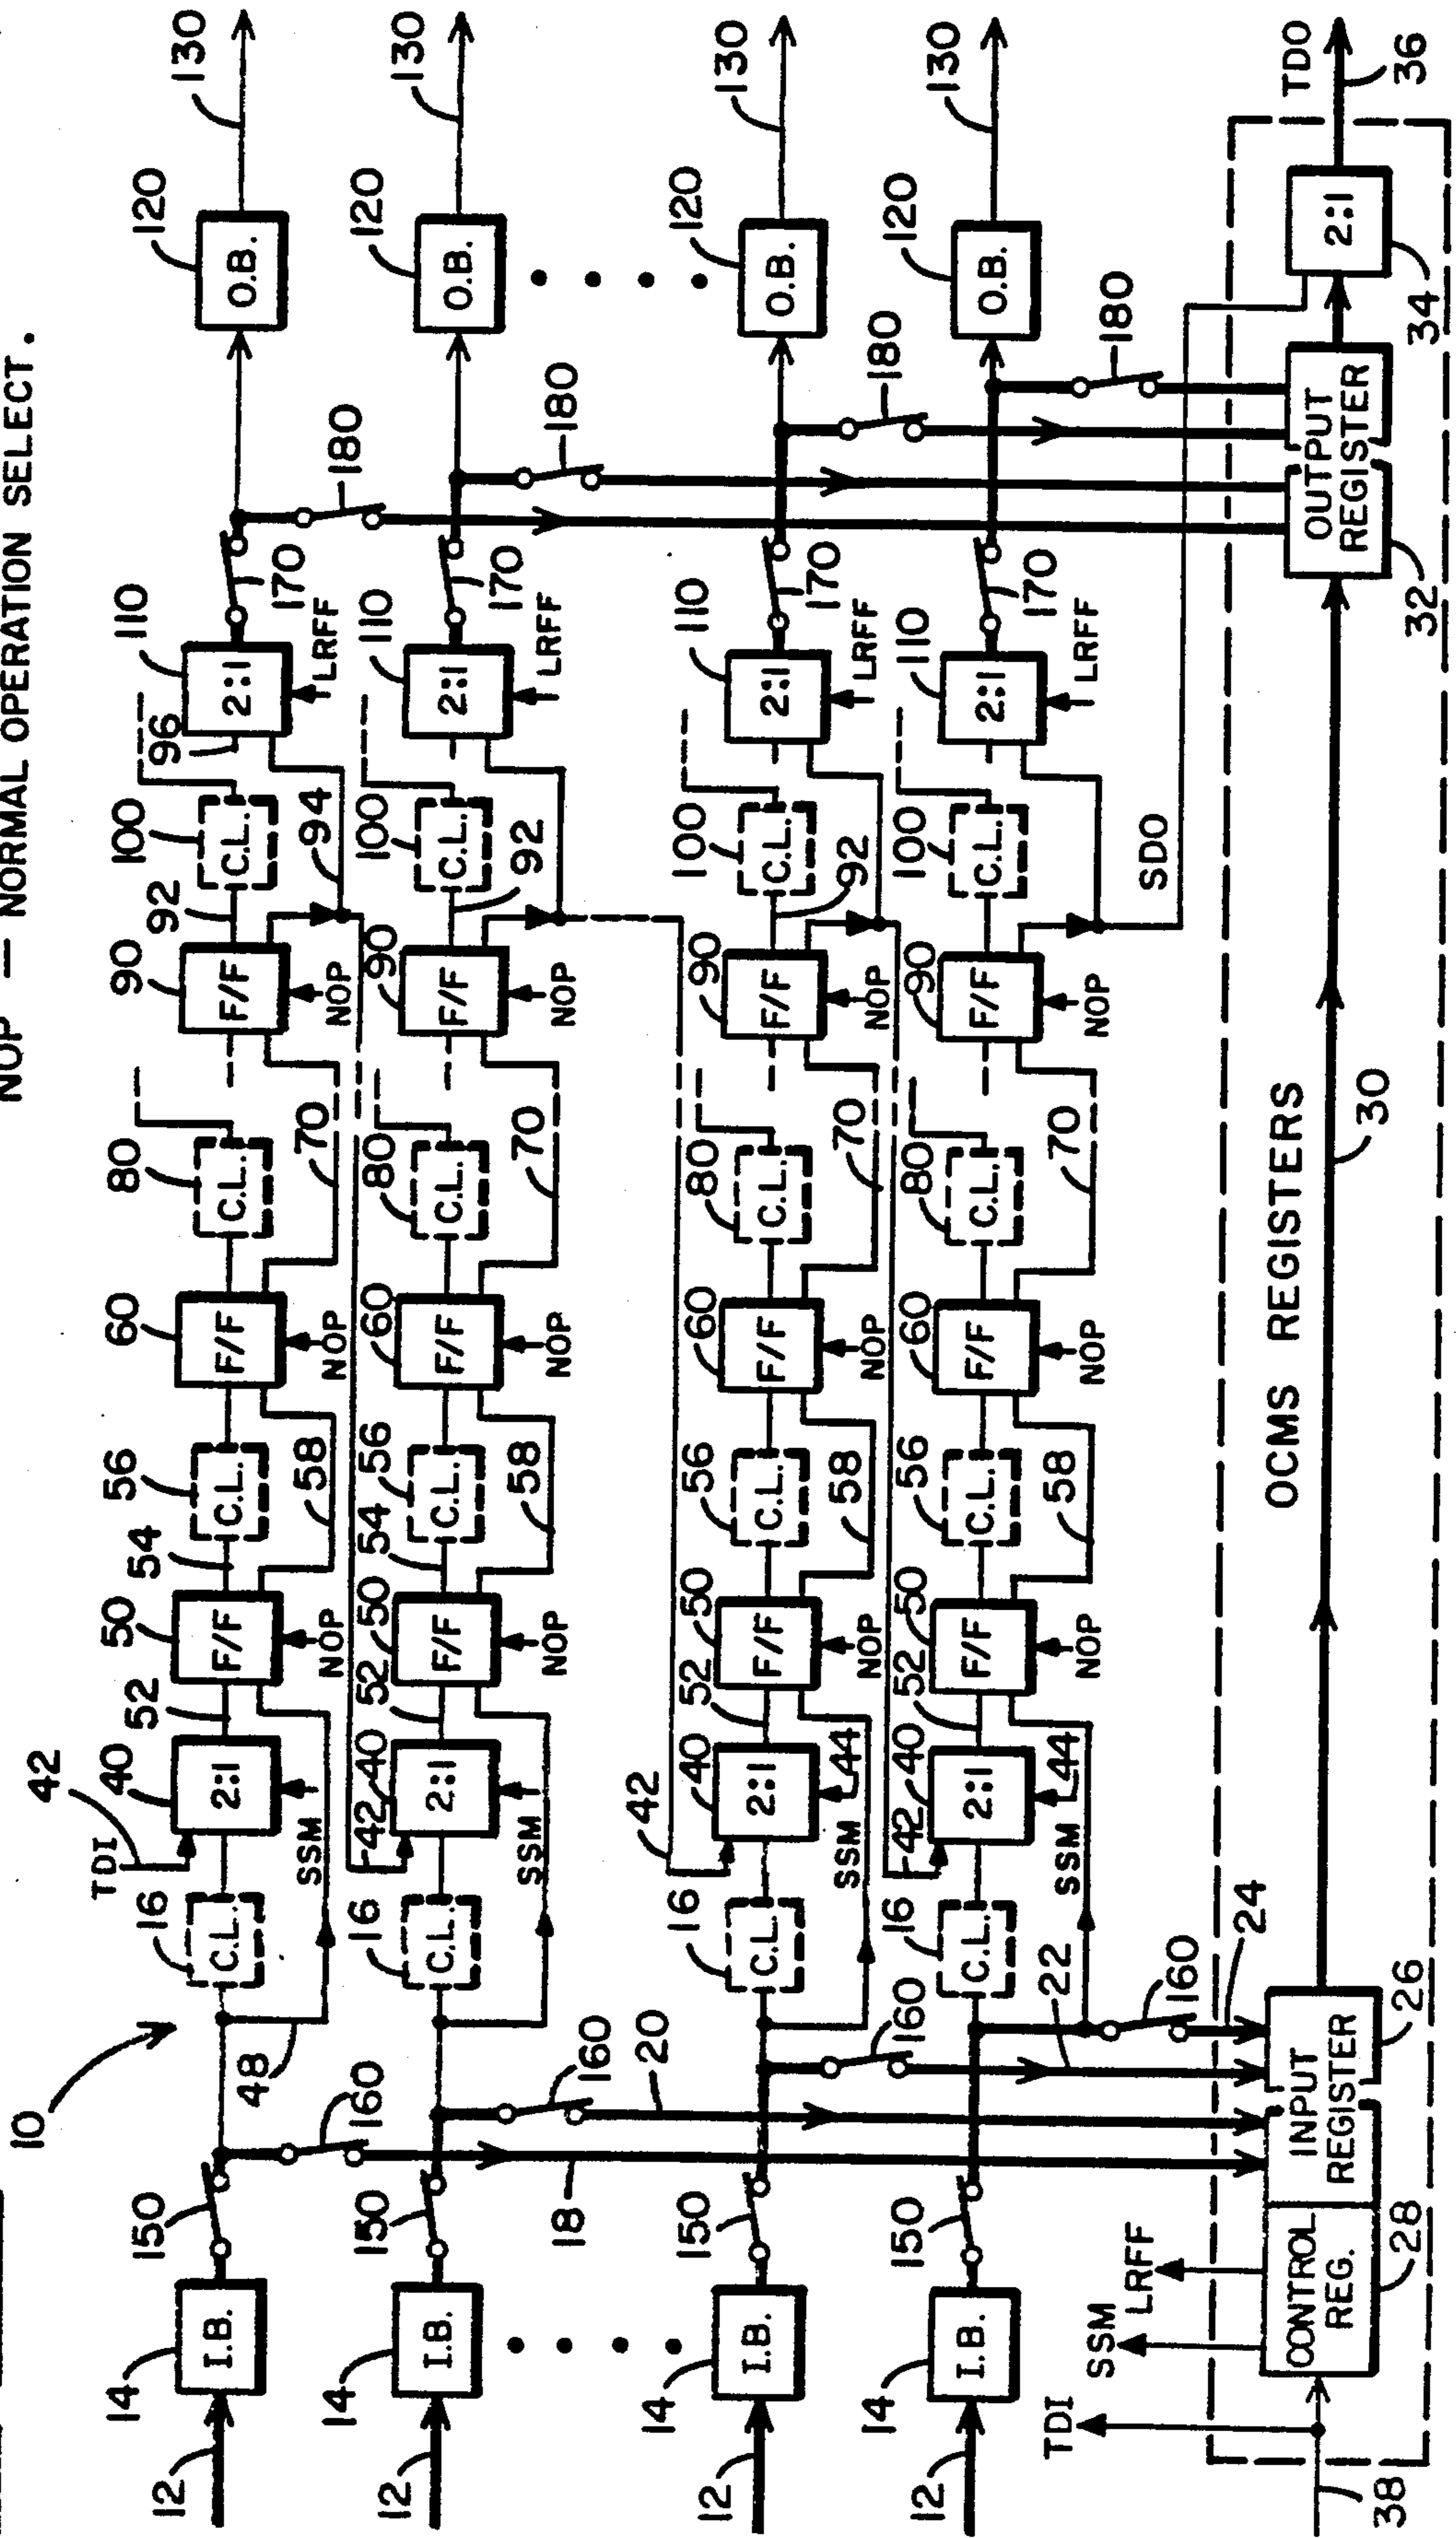 NOP — NORMAL OPERATION SELECT.
10
42
TDI
12 14 150 16 40 52 50 54 56 60 80 90 92 100 96 110 120 130
I.B. C.L. 2:1 F/F C.L. F/F C.L. F/F C.L. 2:1 O.B.
48 160 SSM NOP 58 NOP 70 NOP 94 LRFF 170 180
12 14 150 16 42 40 52 50 54 56 60 80 90 100 110 120 130
I.B. C.L. 2:1 F/F C.L. F/F C.L. F/F C.L. 2:1 O.B.
18 160 20 SSM NOP 58 NOP 70 NOP 92 LRFF 170 180
42
12 14 150 16 40 52 50 56 60 80 90 100 110 120 130
I.B. C.L. 2:1 F/F C.L. F/F C.L. F/F C.L. 2:1 O.B.
160 22 SSM 44 NOP 58 NOP 70 NOP 92 LRFF 170 180
12 14 150 16 42 40 52 50 56 60 80 90 100 110 120 130
I.B. C.L. 2:1 F/F C.L. F/F C.L. F/F C.L. 2:1 O.B.
160 24 SSM 44 NOP 58 NOP 70 NOP LRFF 170 180
TDI SSM LRFF
SDO
OCMS REGISTERS
TDO
CONTROL REG.
INPUT REGISTER
OUTPUT REGISTER
2:1
38 28 26 30 32 34 36